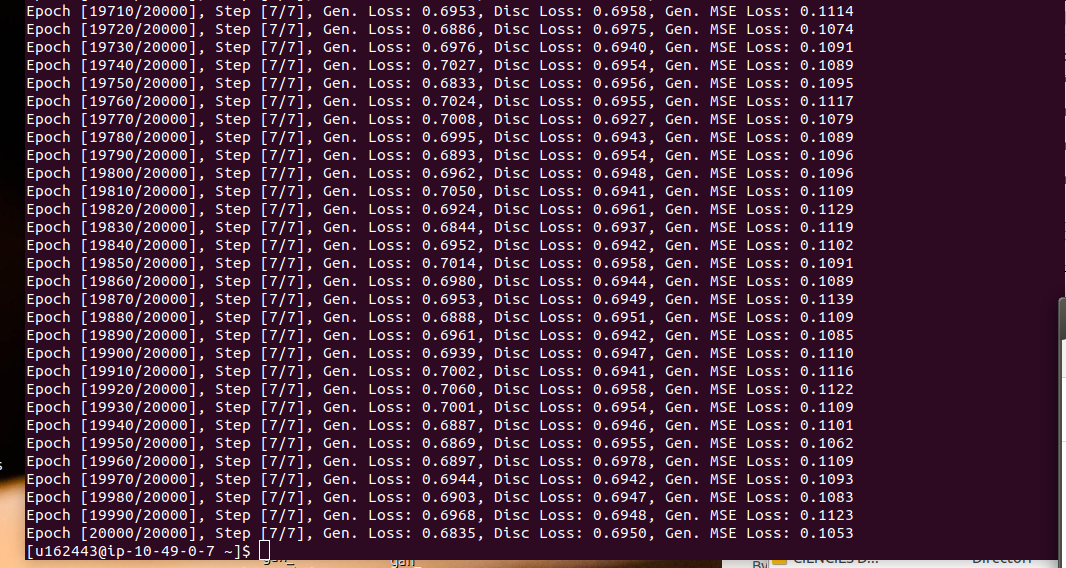 Epoch [19710/20000], Step [7/7], Gen. Loss: 0.6953, Disc Loss: 0.6958, Gen. MSE Loss: 0.1114
Epoch [19720/20000], Step [7/7], Gen. Loss: 0.6886, Disc Loss: 0.6975, Gen. MSE Loss: 0.1074
Epoch [19730/20000], Step [7/7], Gen. Loss: 0.6976, Disc Loss: 0.6940, Gen. MSE Loss: 0.1091
Epoch [19740/20000], Step [7/7], Gen. Loss: 0.7027, Disc Loss: 0.6954, Gen. MSE Loss: 0.1089
Epoch [19750/20000], Step [7/7], Gen. Loss: 0.6833, Disc Loss: 0.6956, Gen. MSE Loss: 0.1095
Epoch [19760/20000], Step [7/7], Gen. Loss: 0.7024, Disc Loss: 0.6955, Gen. MSE Loss: 0.1117
Epoch [19770/20000], Step [7/7], Gen. Loss: 0.7008, Disc Loss: 0.6927, Gen. MSE Loss: 0.1079
Epoch [19780/20000], Step [7/7], Gen. Loss: 0.6995, Disc Loss: 0.6943, Gen. MSE Loss: 0.1089
Epoch [19790/20000], Step [7/7], Gen. Loss: 0.6893, Disc Loss: 0.6954, Gen. MSE Loss: 0.1096
Epoch [19800/20000], Step [7/7], Gen. Loss: 0.6962, Disc Loss: 0.6948, Gen. MSE Loss: 0.1096
Epoch [19810/20000], Step [7/7], Gen. Loss: 0.7050, Disc Loss: 0.6941, Gen. MSE Loss: 0.1109
Epoch [19820/20000], Step [7/7], Gen. Loss: 0.6924, Disc Loss: 0.6961, Gen. MSE Loss: 0.1129
Epoch [19830/20000], Step [7/7], Gen. Loss: 0.6844, Disc Loss: 0.6937, Gen. MSE Loss: 0.1119
Epoch [19840/20000], Step [7/7], Gen. Loss: 0.6952, Disc Loss: 0.6942, Gen. MSE Loss: 0.1102
Epoch [19850/20000], Step [7/7], Gen. Loss: 0.7014, Disc Loss: 0.6958, Gen. MSE Loss: 0.1091
Epoch [19860/20000], Step [7/7], Gen. Loss: 0.6980, Disc Loss: 0.6944, Gen. MSE Loss: 0.1089
Epoch [19870/20000], Step [7/7], Gen. Loss: 0.6953, Disc Loss: 0.6949, Gen. MSE Loss: 0.1139
Epoch [19880/20000], Step [7/7], Gen. Loss: 0.6888, Disc Loss: 0.6951, Gen. MSE Loss: 0.1109
Epoch [19890/20000], Step [7/7], Gen. Loss: 0.6961, Disc Loss: 0.6942, Gen. MSE Loss: 0.1085
Epoch [19900/20000], Step [7/7], Gen. Loss: 0.6939, Disc Loss: 0.6947, Gen. MSE Loss: 0.1110
Epoch [19910/20000], Step [7/7], Gen. Loss: 0.7002, Disc Loss: 0.6941, Gen. MSE Loss: 0.1116
Epoch [19920/20000], Step [7/7], Gen. Loss: 0.7060, Disc Loss: 0.6958, Gen. MSE Loss: 0.1122
Epoch [19930/20000], Step [7/7], Gen. Loss: 0.7001, Disc Loss: 0.6954, Gen. MSE Loss: 0.1109
Epoch [19940/20000], Step [7/7], Gen. Loss: 0.6887, Disc Loss: 0.6946, Gen. MSE Loss: 0.1101
Epoch [19950/20000], Step [7/7], Gen. Loss: 0.6869, Disc Loss: 0.6955, Gen. MSE Loss: 0.1062
Epoch [19960/20000], Step [7/7], Gen. Loss: 0.6897, Disc Loss: 0.6978, Gen. MSE Loss: 0.1109
Epoch [19970/20000], Step [7/7], Gen. Loss: 0.6944, Disc Loss: 0.6942, Gen. MSE Loss: 0.1093
Epoch [19980/20000], Step [7/7], Gen. Loss: 0.6903, Disc Loss: 0.6947, Gen. MSE Loss: 0.1083
Epoch [19990/20000], Step [7/7], Gen. Loss: 0.6968, Disc Loss: 0.6948, Gen. MSE Loss: 0.1123
Epoch [20000/20000], Step [7/7], Gen. Loss: 0.6835, Disc Loss: 0.6950, Gen. MSE Loss: 0.1053
[u162443@ip-10-49-0-7 ~]$